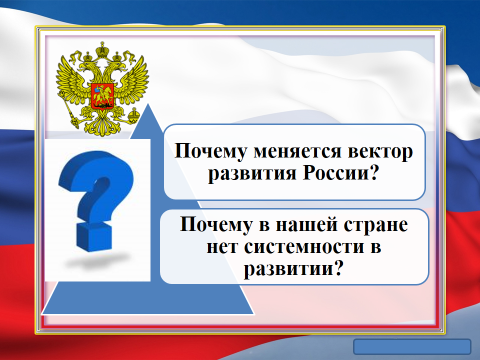 Почему меняется вектор
развития России?
Почему в нашей стране
нет системности в
развитии?